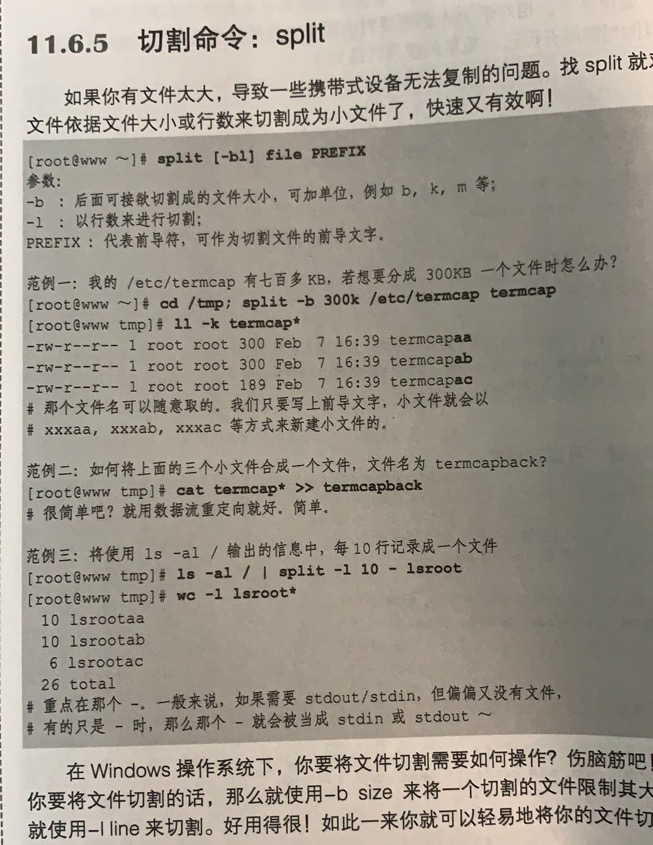 11.6.5 切割命令：split
如果你有文件太大，导致一些携带式设备无法复制的问题。找 split 就
文件依据文件大小或行数来切割成为小文件了，快速又有效啊！
[root@www ~]# split [-bl] file PREFIX
参数：
-b ：后面可接欲切割成的文件大小，可加单位，例如 b, k, m 等；
-l ：以行数来进行切割；
PREFIX：代表前导符，可作为切割文件的前导文字。
范例一：我的 /etc/termcap 有七百多KB，若想要分成 300KB 一个文件时怎么办？
[root@www ~]# cd /tmp; split -b 300k /etc/termcap termcap
[root@www tmp]# ll -k termcap*
-rw-r--r-- 1 root root 300 Feb 7 16:39 termcapaa
-rw-r--r-- 1 root root 300 Feb 7 16:39 termcapab
-rw-r--r-- 1 root root 189 Feb 7 16:39 termcapac
# 那个文件名可以随意取的。我们只要写上前导文字，小文件就会以
# xxxaa, xxxab, xxxac 等方式来新建小文件的。
范例二：如何将上面的三个小文件合成一个文件，文件名为 termcapback？
[root@www tmp]# cat termcap* >> termcapback
# 很简单吧？就用数据流重定向就好。简单。
范例三：将使用 ls -al / 输出的信息中，每10行记录成一个文件
[root@www tmp]# ls -al / | split -l 10 - lsroot
[root@www tmp]# wc -l lsroot*
10 lsrootaa
10 lsrootab
6 lsrootac
26 total
# 重点在那个 -。一般来说，如果需要 stdout/stdin，但偏偏又没有文件，
# 有的只是 - 时，那么那个 - 就会被当成 stdin 或 stdout ～
在 Windows 操作系统下，你要将文件切割需要如何操作？伤脑筋吧！
你要将文件切割的话，那么就使用-b size 来将一个切割的文件限制其大
就使用-l line 来切割。好用得很！如此一来你就可以轻易地将你的文件切